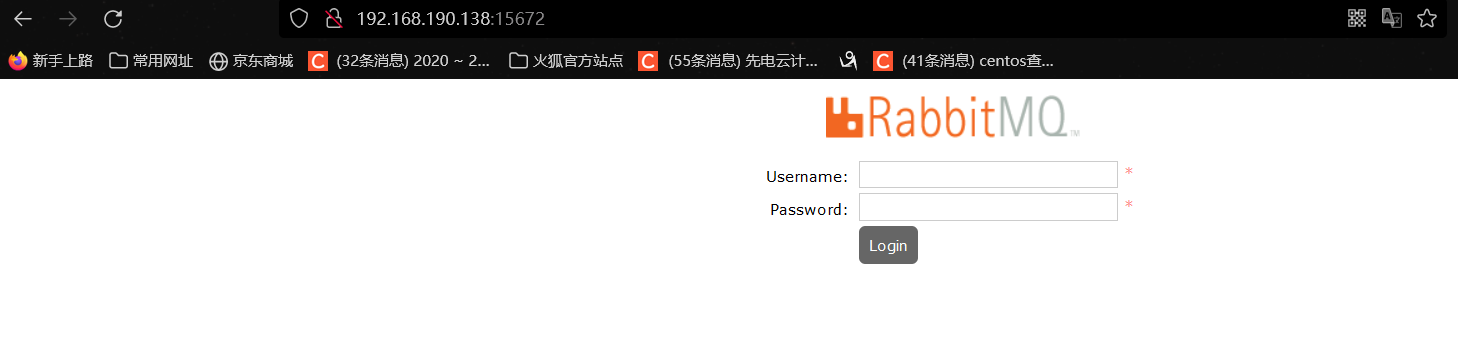 192.168.190.138:15672
新手上路 常用网址 京东商城 (32条消息) 2020 ~ 2... 火狐官方站点 (55条消息) 先电云计... (41条消息) centos查...
RabbitMQ™
Username: *
Password: *
Login